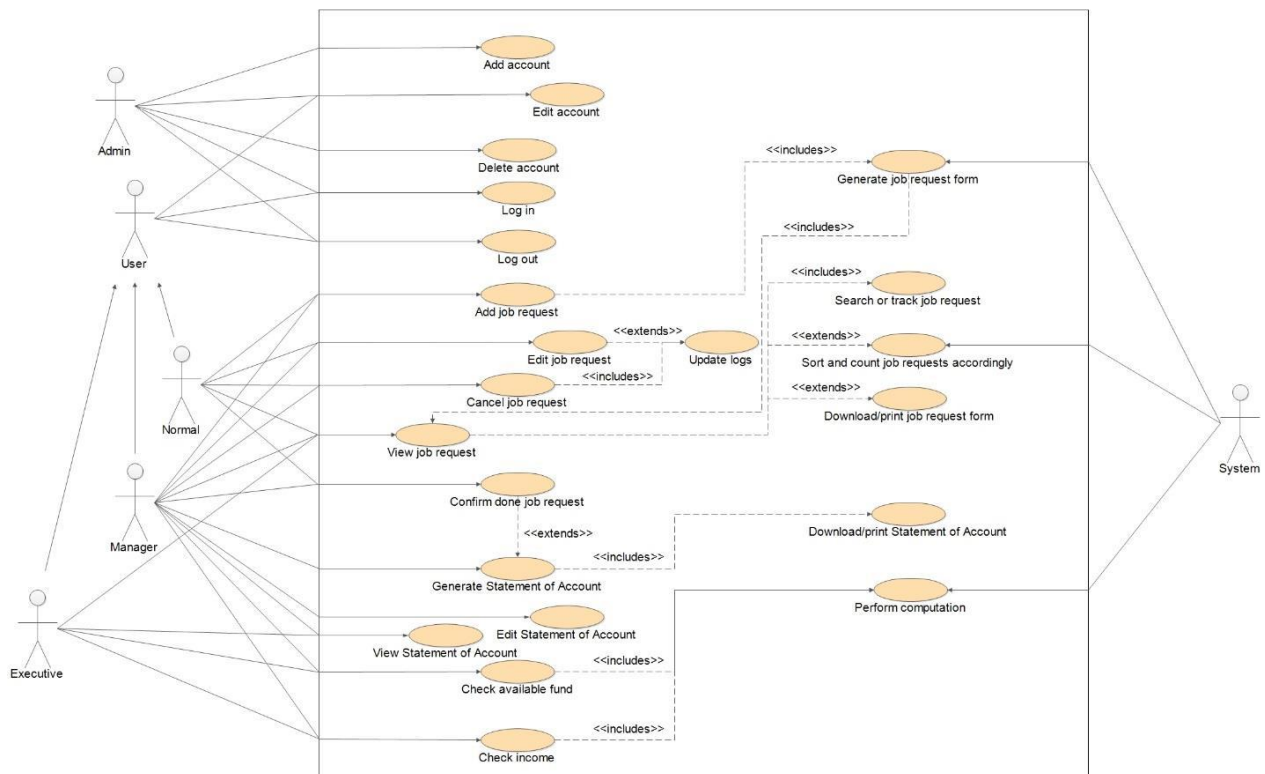 Add account
Edit account
Admin
Delete account
<<includes>>
Generate job request form
Log in
<<includes>>
User
Log out
<<includes>>
Add job request
Search or track job request
<<extends>>
<<extends>>
Edit job request
Update logs
Sort and count job requests accordingly
<<includes>>
<<extends>>
Cancel job request
Download/print job request form
Normal
View job request
System
Confirm done job request
<<extends>>
Download/print Statement of Account
Manager
<<includes>>
Generate Statement of Account
Perform computation
Edit Statement of Account
View Statement of Account
Executive
<<includes>>
Check available fund
<<includes>>
Check income